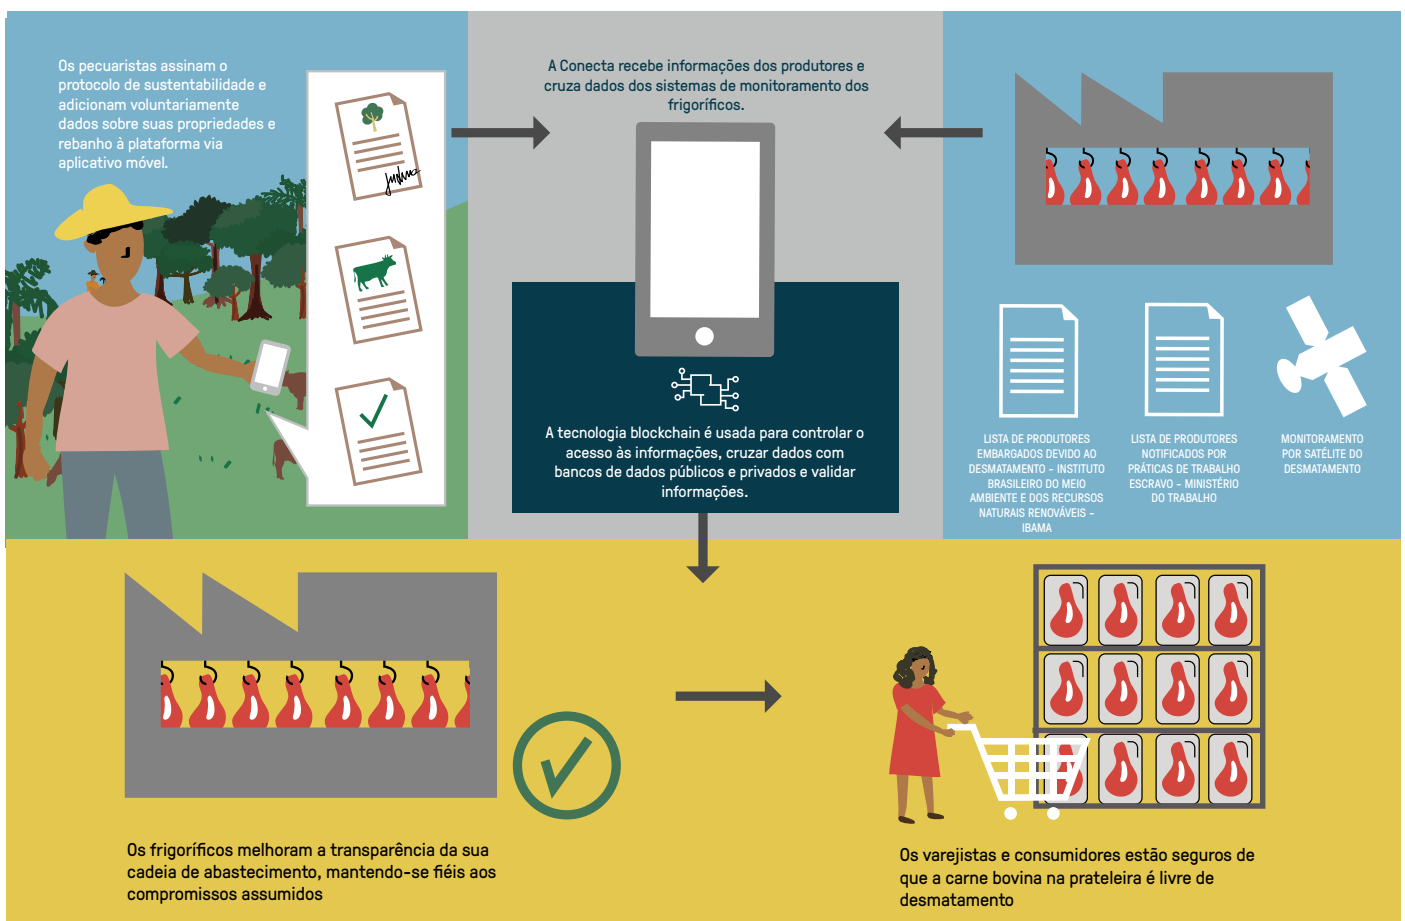 Os pecuaristas assinam o
protocolo de sustentabilidade e
adicionam voluntariamente
dados sobre suas propriedades e
rebanho à plataforma via
aplicativo móvel.
A Conecta recebe informações dos produtores e
cruza dados dos sistemas de monitoramento dos
frigoríficos.
A tecnologia blockchain é usada para controlar o
acesso às informações, cruzar dados com
bancos de dados públicos e privados e validar
informações.
LISTA DE PRODUTORES
EMBARGADOS DEVIDO AO
DESMATAMENTO - INSTITUTO
BRASILEIRO DO MEIO
AMBIENTE E DOS RECURSOS
NATURAIS RENOVÁVEIS -
IBAMA
LISTA DE PRODUTORES
NOTIFICADOS POR
PRÁTICAS DE TRABALHO
ESCRAVO - MINISTÉRIO
DO TRABALHO
MONITORAMENTO
POR SATÉLITE DO
DESMATAMENTO
Os frigoríficos melhoram a transparência da sua
cadeia de abastecimento, mantendo-se fiéis aos
compromissos assumidos
Os varejistas e consumidores estão seguros de
que a carne bovina na prateleira é livre de
desmatamento